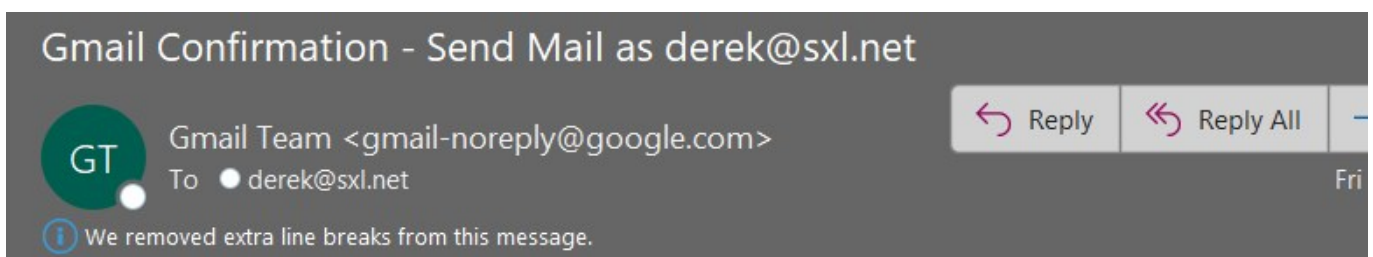 Gmail Confirmation - Send Mail as derek@sxl.net
Reply
Reply All
GT
Gmail Team <gmail-noreply@google.com>
To derek@sxl.net
Fri
We removed extra line breaks from this message.